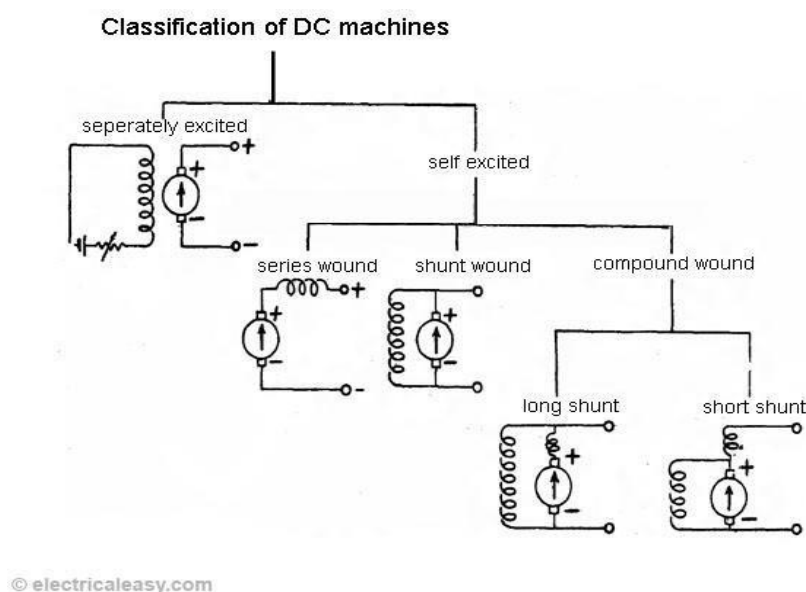 Classification of DC machines
seperately excited
+
+
-
-
self excited
series wound
shunt wound
compound wound
+
+
-
-
+
-
long shunt
short shunt
+
-
+
-
© electricaleasy.com